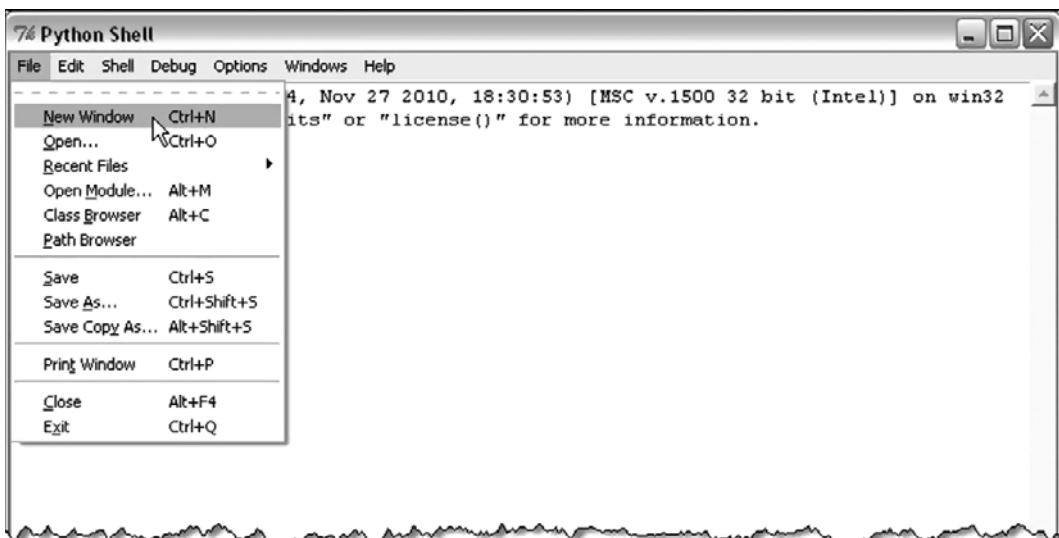 Python Shell
File Edit Shell Debug Options Windows Help
4, Nov 27 2010, 18:30:53) [MSC v.1500 32 bit (Intel)] on win32
its" or "license()" for more information.
New Window Ctrl+N
Open... Ctrl+O
Recent Files
Open Module... Alt+M
Class Browser Alt+C
Path Browser
Save Ctrl+S
Save As... Ctrl+Shift+S
Save Copy As... Alt+Shift+S
Print Window Ctrl+P
Close Alt+F4
Exit Ctrl+Q